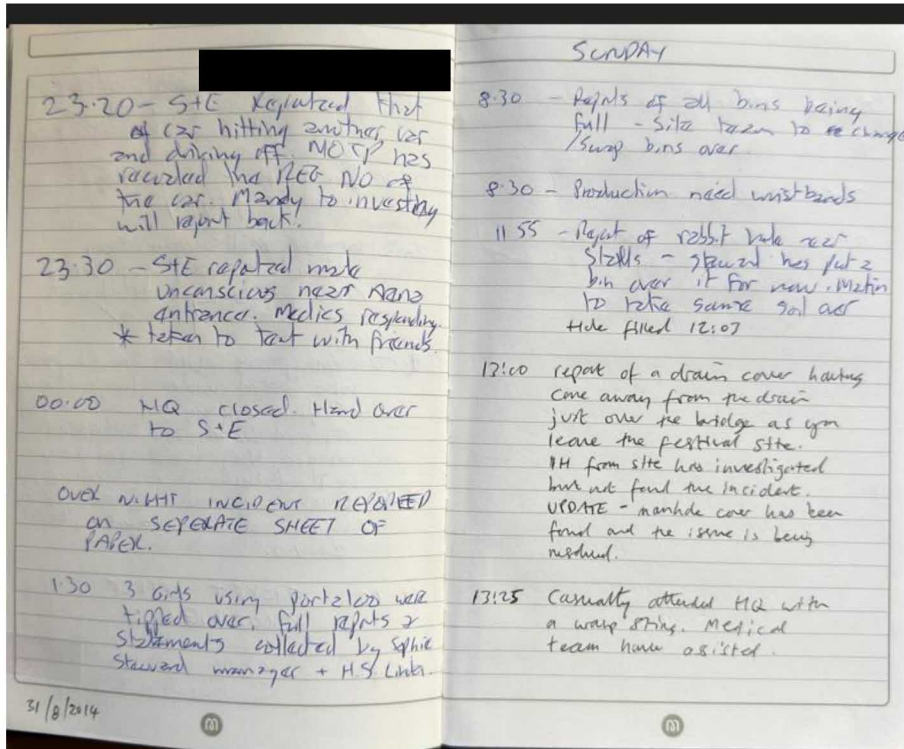 23.20 - S+E Reported that
of car hitting another car
and driving off. MOTP has
recorded the REG NO of
the car. Mandy to investing
will report back.
23.30 - S+E reported male
unconscious near Arena
entrance. Medics responding.
* taken to tent with friends.
00.00 HQ closed. Hand over
to S+E
OVER NIGHT INCIDENT REPORTED
on SEPERATE SHEET OF
PAPER.
1.30 3 Girls using portaloo were
tipped over. full reports &
Statements collected by Sophie
Steward manager + H.S
31/8/2014
SUNDAY
8.30 - Reports of all bins being
full - Site team to change
/Swap bins over
8.30 - Production need wristbands
11 55 - Report of rabbit hole near
Stalls - steward has put a
bin over it for now. Martin
to take some soil over
Hole filled 12:07
13:00 report of a drain cover having
come away from the drain
just over the bridge as you
leave the festival site.
IH from site has investigated
but not found the incident.
UPDATE - manhole cover has been
found and the issue is being
resolved.
13:25 Casualty attended HQ with
a wasp sting. Medical
team have assisted.